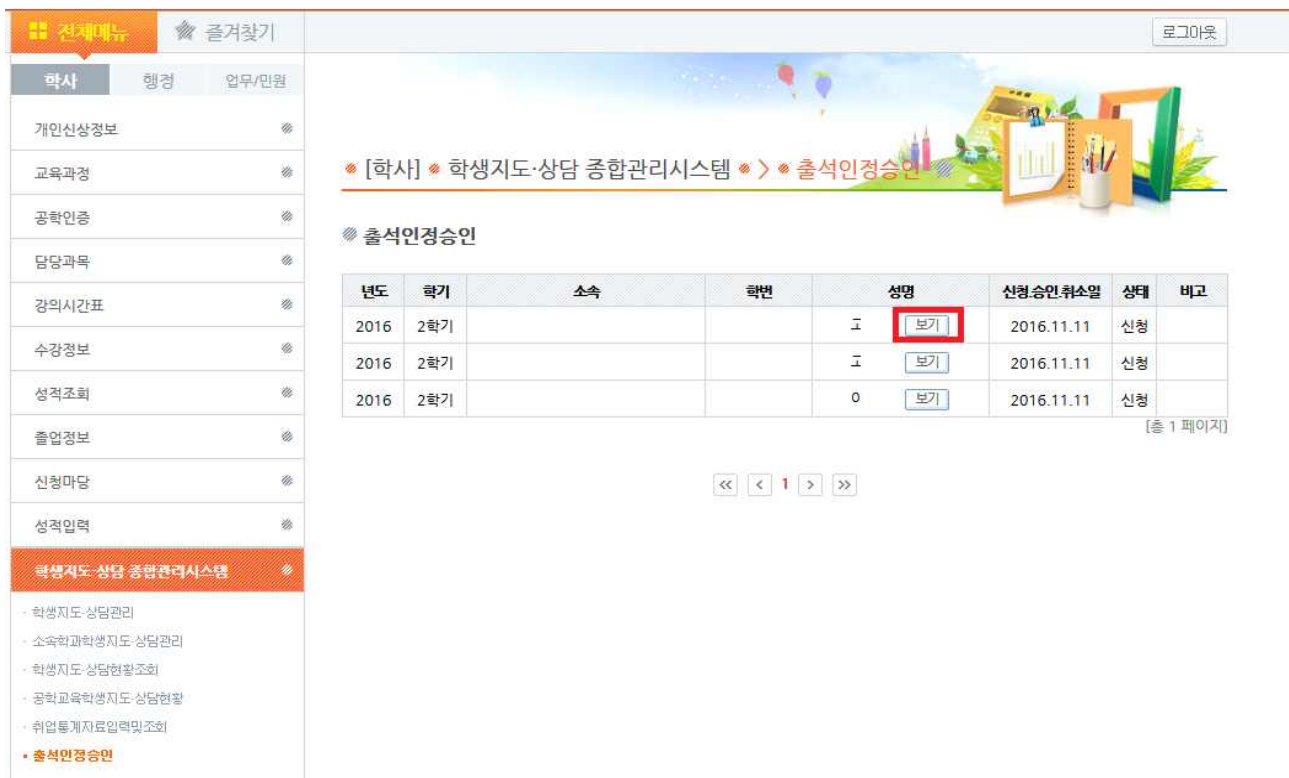 전체메뉴 즐겨찾기 로그아웃
학사 행정 업무/민원
개인신상정보
교육과정
공학인증
담당과목
강의시간표
수강정보
성적조회
졸업정보
신청마당
성적입력
학생지도·상담 종합관리시스템
· 학생지도·상담관리
· 소속학과학생지도·상담관리
· 학생지도·상담현황조회
· 공학교육학생지도·상담현황
· 취업통계자료입력및조회
• 출석인정승인
[학사] 학생지도·상담 종합관리시스템 > 출석인정승인
출석인정승인
년도 학기 소속 학번 성명 신청.승인.취소일 상태 비고
2016 2학기 보기 2016.11.11 신청
2016 2학기 보기 2016.11.11 신청
2016 2학기 보기 2016.11.11 신청
[총 1 페이지]
<< < 1 > >>